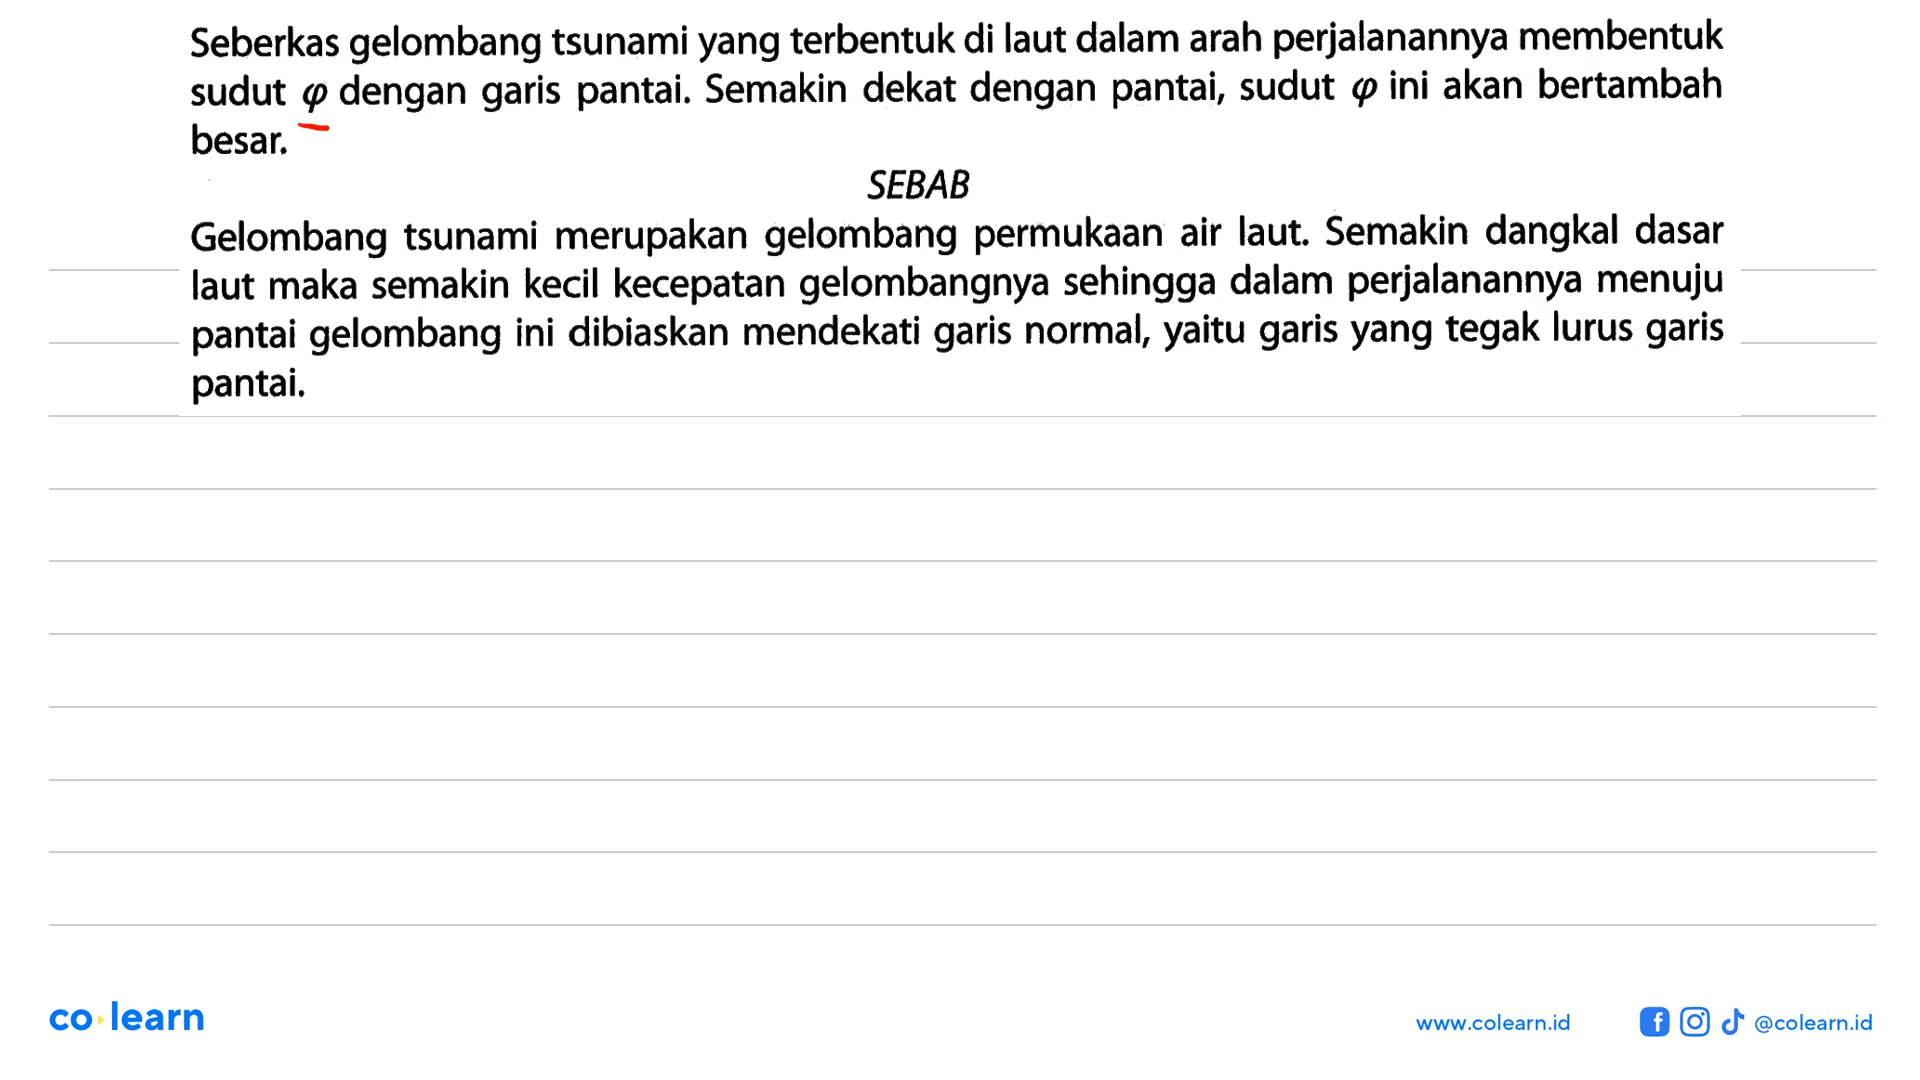 Seberkas gelombang tsunami yang terbentuk di laut dalam arah perjalanannya membentuk
sudut φ dengan garis pantai. Semakin dekat dengan pantai, sudut φ ini akan bertambah
besar.
SEBAB
Gelombang tsunami merupakan gelombang permukaan air laut. Semakin dangkal dasar
laut maka semakin kecil kecepatan gelombangnya sehingga dalam perjalanannya menuju
pantai gelombang ini dibiaskan mendekati garis normal, yaitu garis yang tegak lurus garis
pantai.
co learn
www.colearn.id
@colearn.id